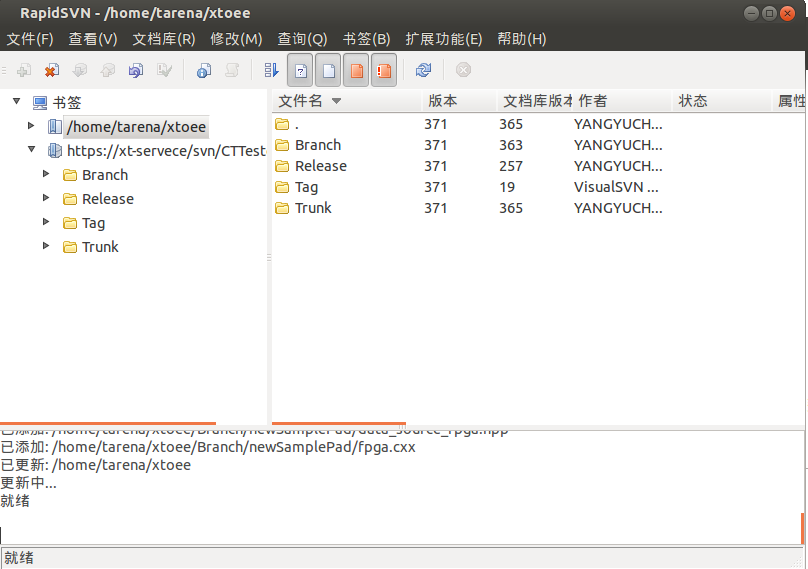 RapidSVN - /home/tarena/xtoee
文件(F) 查看(V) 文档库(R) 修改(M) 查询(Q) 书签(B) 扩展功能(E) 帮助(H)
书签
/home/tarena/xtoee
https://xt-servece/svn/CTTest
Branch
Release
Tag
Trunk
文件名 版本 文档库版本 作者 状态 属性
. 371 365 YANGYUCH...
Branch 371 363 YANGYUCH...
Release 371 257 YANGYUCH...
Tag 371 19 VisualSVN ...
Trunk 371 365 YANGYUCH...
已添加: /home/tarena/xtoee/Branch/newSamplePad/data_source_fpga.hpp
已添加: /home/tarena/xtoee/Branch/newSamplePad/fpga.cxx
已更新: /home/tarena/xtoee
更新中...
就绪
就绪